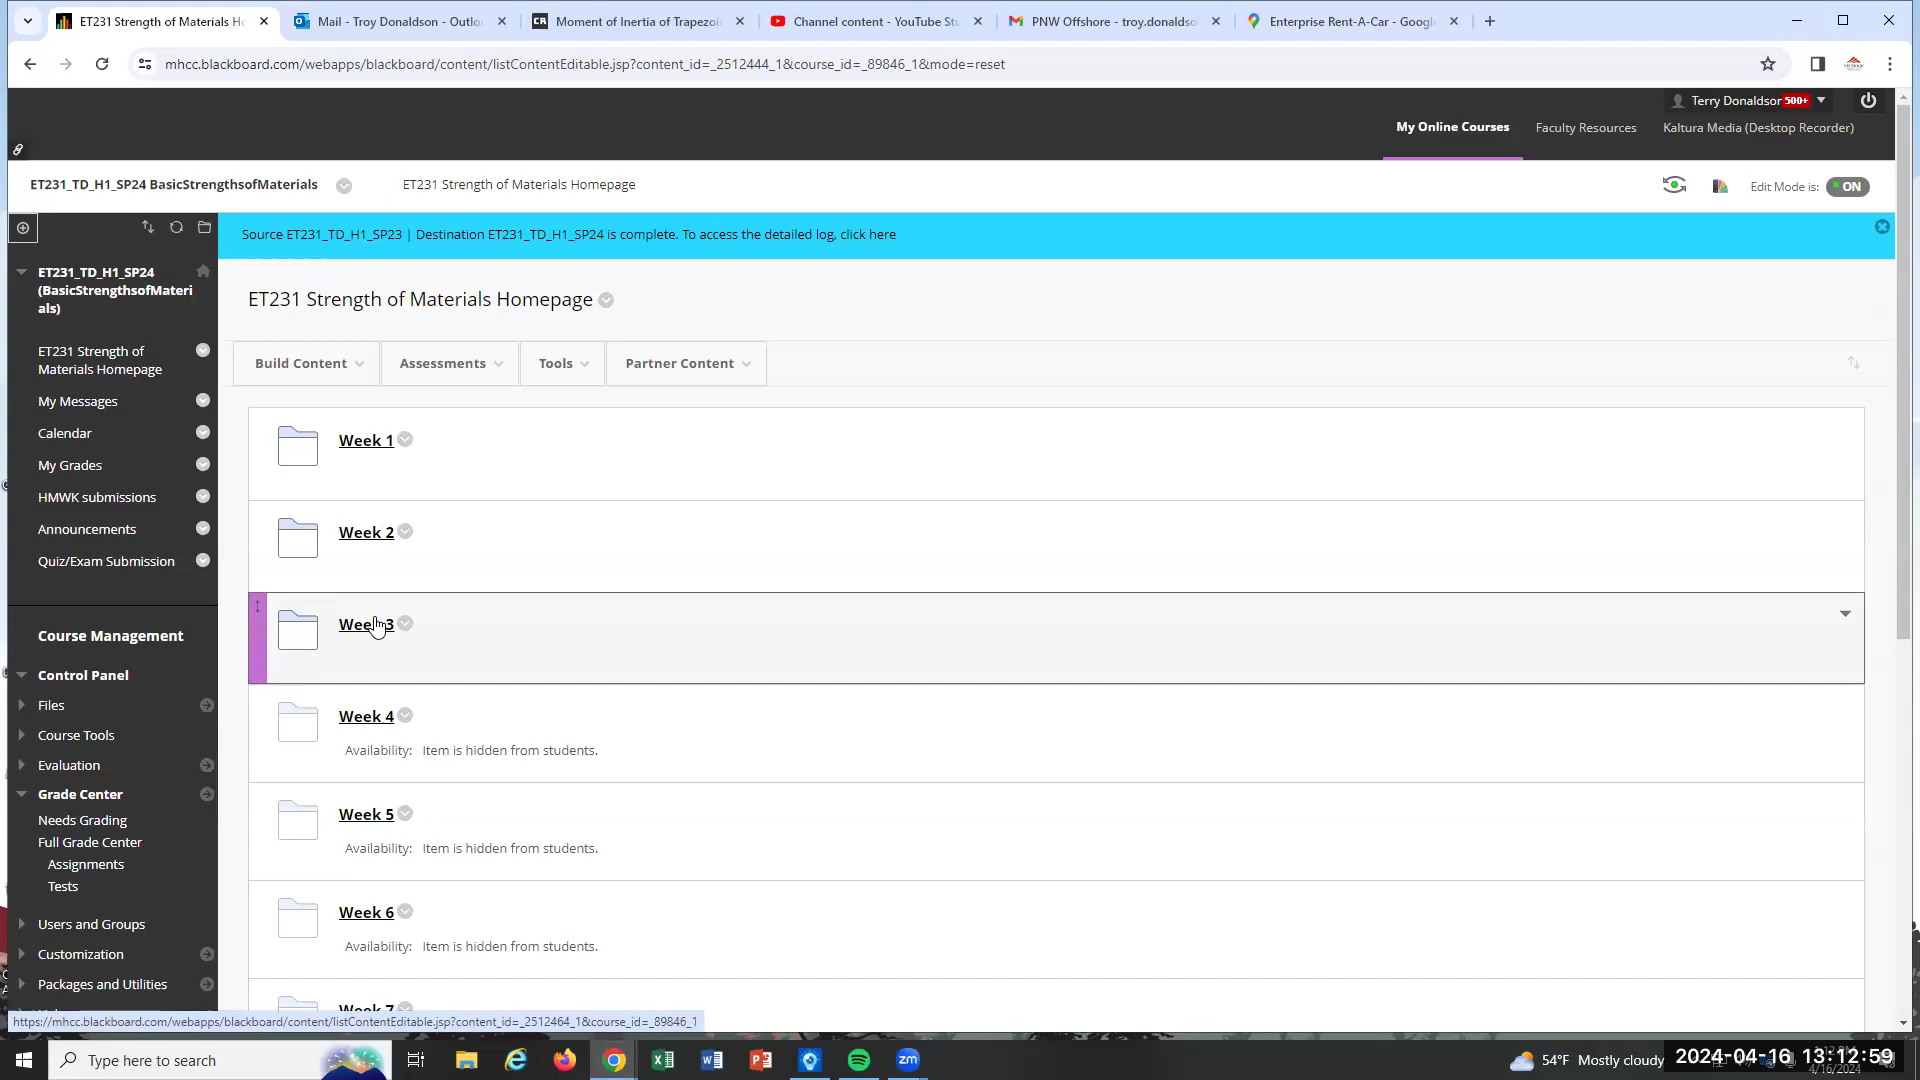 ET231 Strength of Materials Ho
Mail - Troy Donaldson - Outlo
Moment of Inertia of Trapezoi
Channel content - YouTube St
PNW Offshore - troy.donaldso
Enterprise Rent-A-Car - Google
mhcc.blackboard.com/webapps/blackboard/content/listContentEditable.jsp?content_id=_2512444_1&course_id=_89846_1&mode=reset
Terry Donaldson 500+
My Online Courses
Faculty Resources
Kaltura Media (Desktop Recorder)
ET231_TD_H1_SP24 BasicStrengthsofMaterials
ET231 Strength of Materials Homepage
Edit Mode is: ON
Source ET231_TD_H1_SP23 | Destination ET231_TD_H1_SP24 is complete. To access the detailed log, click here
ET231_TD_H1_SP24
(BasicStrengthsofMateri
als)
ET231 Strength of
Materials Homepage
My Messages
Calendar
My Grades
HMWK submissions
Announcements
Quiz/Exam Submission
Course Management
Control Panel
Files
Course Tools
Evaluation
Grade Center
Needs Grading
Full Grade Center
Assignments
Tests
Users and Groups
Customization
Packages and Utilities
ET231 Strength of Materials Homepage
Build Content
Assessments
Tools
Partner Content
Week 1
Week 2
Week 3
Week 4
Availability: Item is hidden from students.
Week 5
Availability: Item is hidden from students.
Week 6
Availability: Item is hidden from students.
Week 7
https://mhcc.blackboard.com/webapps/blackboard/content/listContentEditable.jsp?content_id=_2512464_1&course_id=_89846_1
Type here to search
54°F Mostly cloudy
2024-04-16 13:12:59
4/16/2024